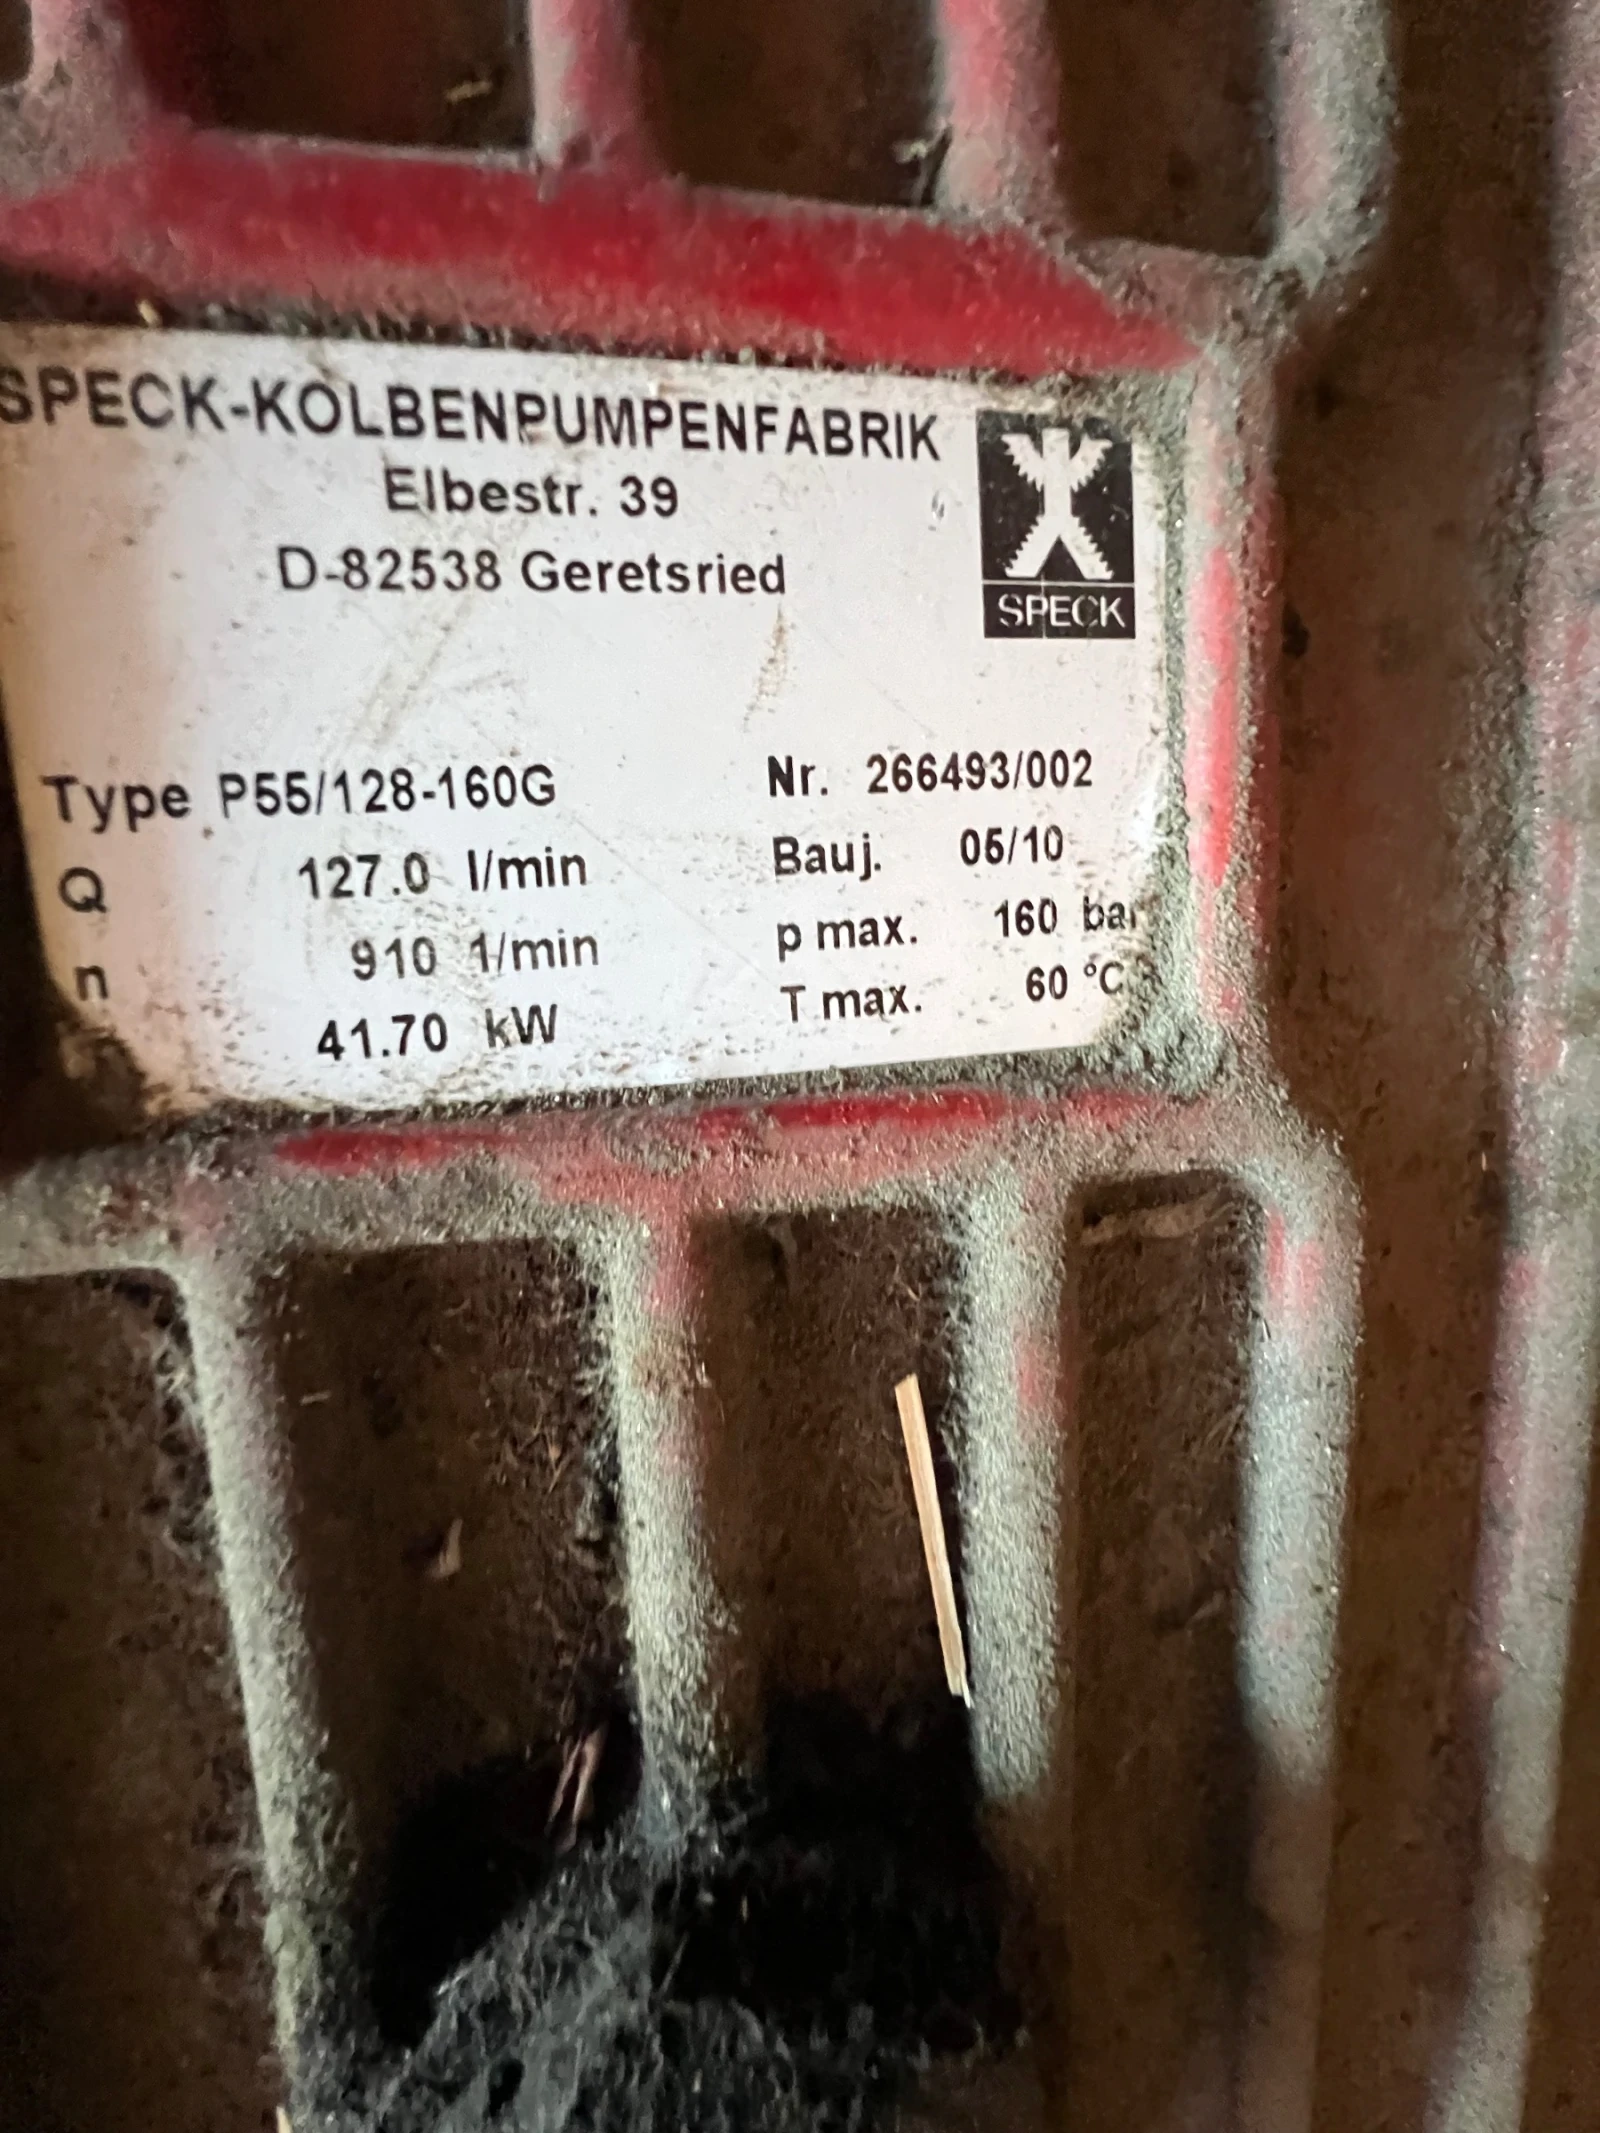 SPECK-KOLBENPUMPENFABRIK
Elbestr. 39
D-82538 Geretsried
SPECK
Type P55/128-160G Nr. 266493/002
Q 127.0 l/min Bauj. 05/10
n 910 1/min p max. 160 bar
41.70 kW T max. 60 °C